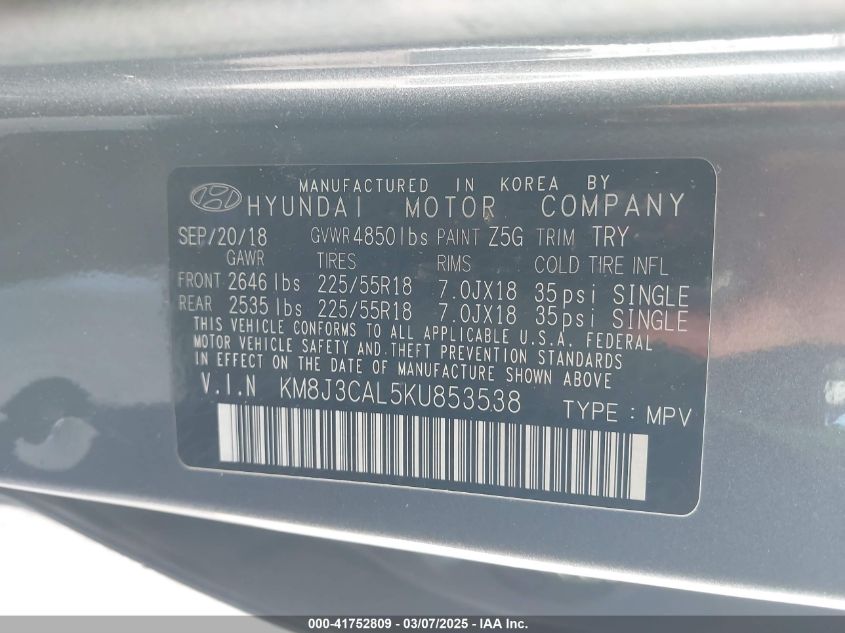 MANUFACTURED IN KOREA BY
HYUNDAI MOTOR COMPANY
SEP/20/18 GVWR 4850lbs PAINT Z5G TRIM TRY
GAWR TIRES RIMS COLD TIRE INFL
FRONT 2646 lbs 225/55R18 7.0JX18 35psi SINGLE
REAR 2535 lbs 225/55R18 7.0JX18 35psi SINGLE
THIS VEHICLE CONFORMS TO ALL APPLICABLE U.S.A. FEDERAL
MOTOR VEHICLE SAFETY AND THEFT PREVENTION STANDARDS
IN EFFECT ON THE DATE OF MANUFACTURE SHOWN ABOVE
V.I.N KM8J3CAL5KU853538 TYPE : MPV
000-41752809 - 03/07/2025 - IAA Inc.